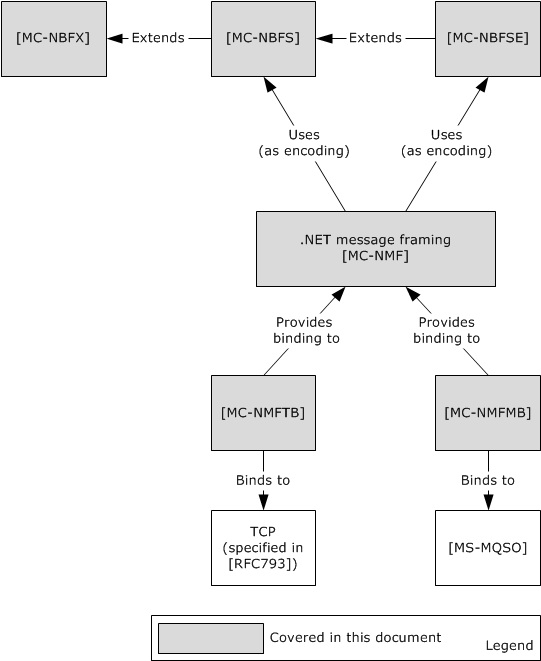 [MC-NBFX]
Extends
[MC-NBFS]
Extends
[MC-NBFSE]
Uses
(as encoding)
Uses
(as encoding)
.NET message framing
[MC-NMF]
Provides
binding to
Provides
binding to
[MC-NMFTB]
[MC-NMFMB]
Binds to
Binds to
TCP
(specified in
[RFC793])
[MS-MQSO]
Covered in this document
Legend